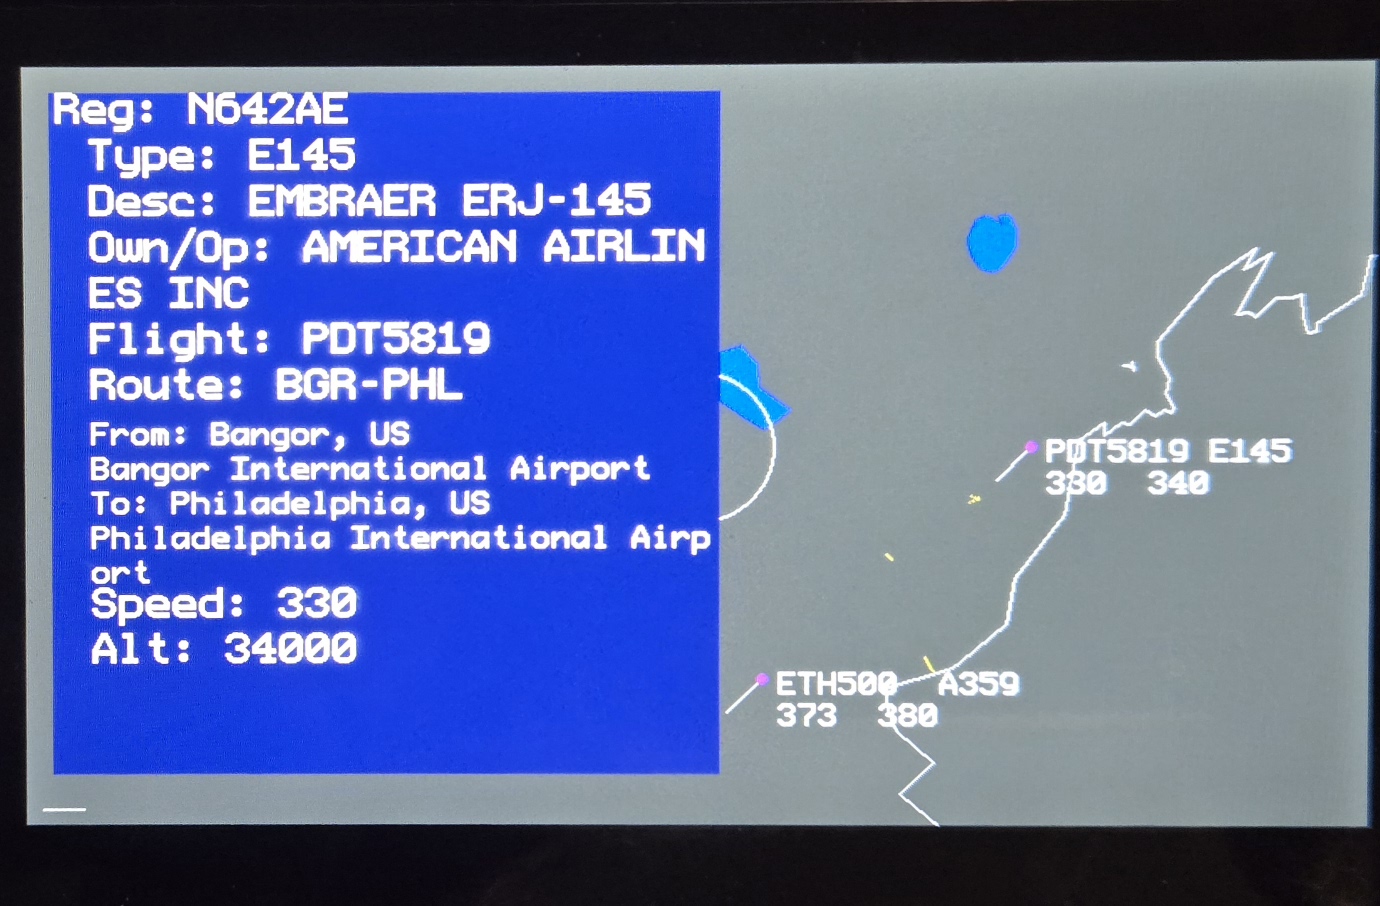 Reg: N642AE
Type: E145
Desc: EMBRAER ERJ-145
Own/Op: AMERICAN AIRLIN
ES INC
Flight: PDT5819
Route: BGR-PHL
From: Bangor, US
Bangor International Airport
To: Philadelphia, US
Philadelphia International Airp
ort
Speed: 330
Alt: 34000
PDT5819 E145
330 340
ETH500 A359
373 380